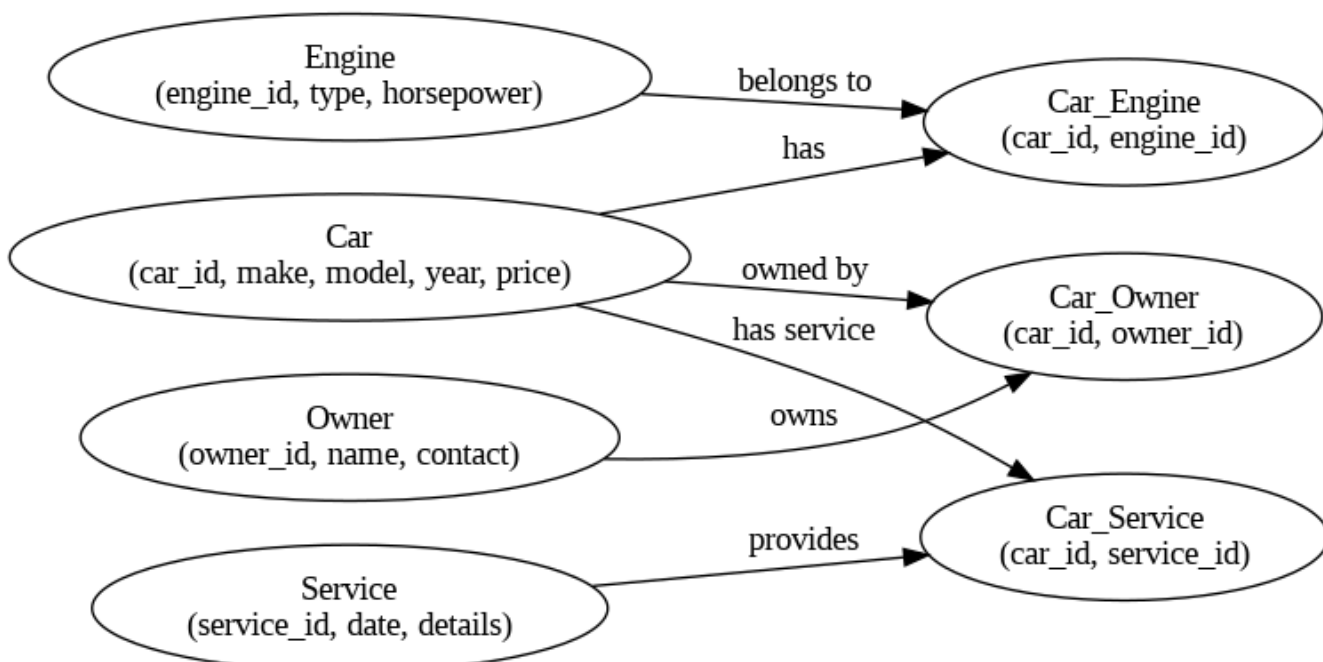 Engine
(engine_id, type, horsepower)
belongs to
Car_Engine
(car_id, engine_id)
has
Car
(car_id, make, model, year, price)
owned by
Car_Owner
(car_id, owner_id)
has service
Owner
(owner_id, name, contact)
owns
Car_Service
(car_id, service_id)
provides
Service
(service_id, date, details)